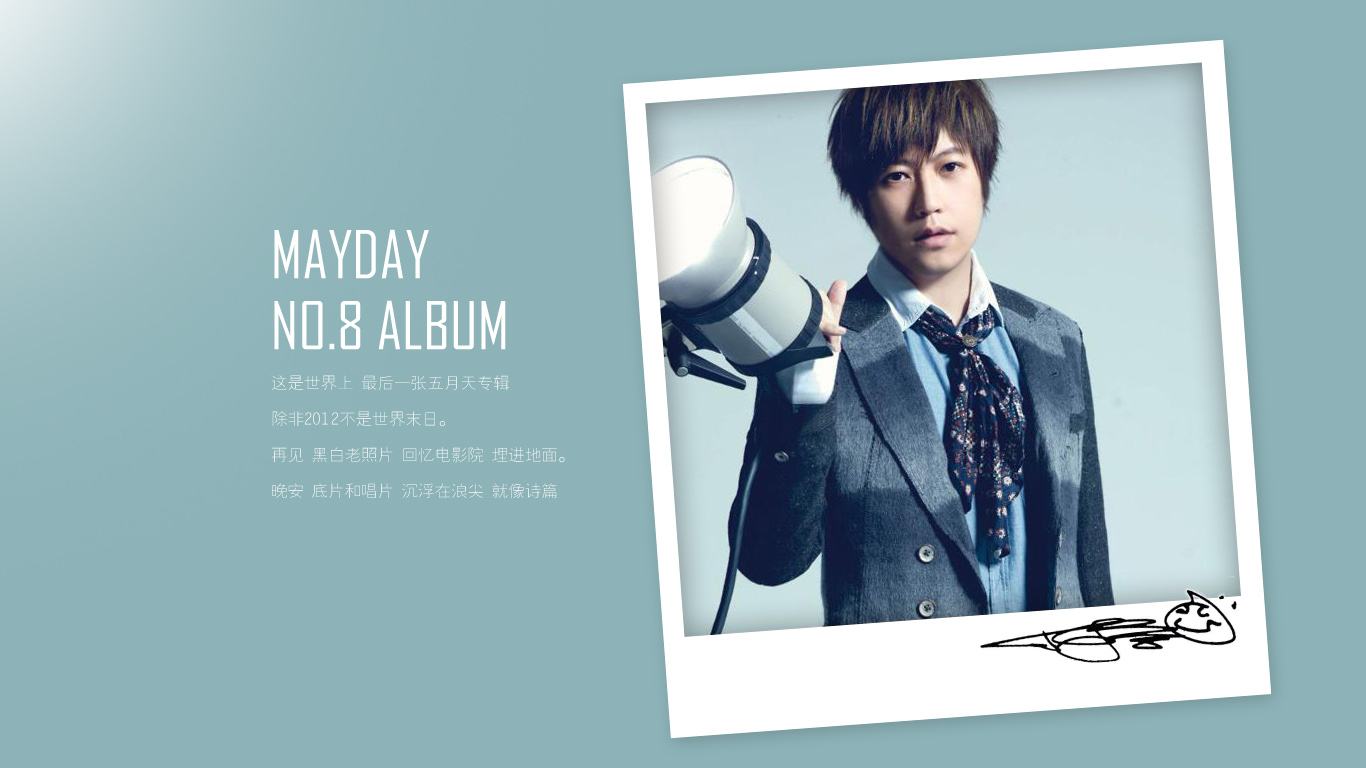 MAYDAY
NO.8 ALBUM
这是世界上 最后一张五月天专辑
除非2012不是世界末日。
再见 黑白老照片 回忆电影院 埋进地面。
晚安 底片和唱片 沉浮在浪尖 就像诗篇